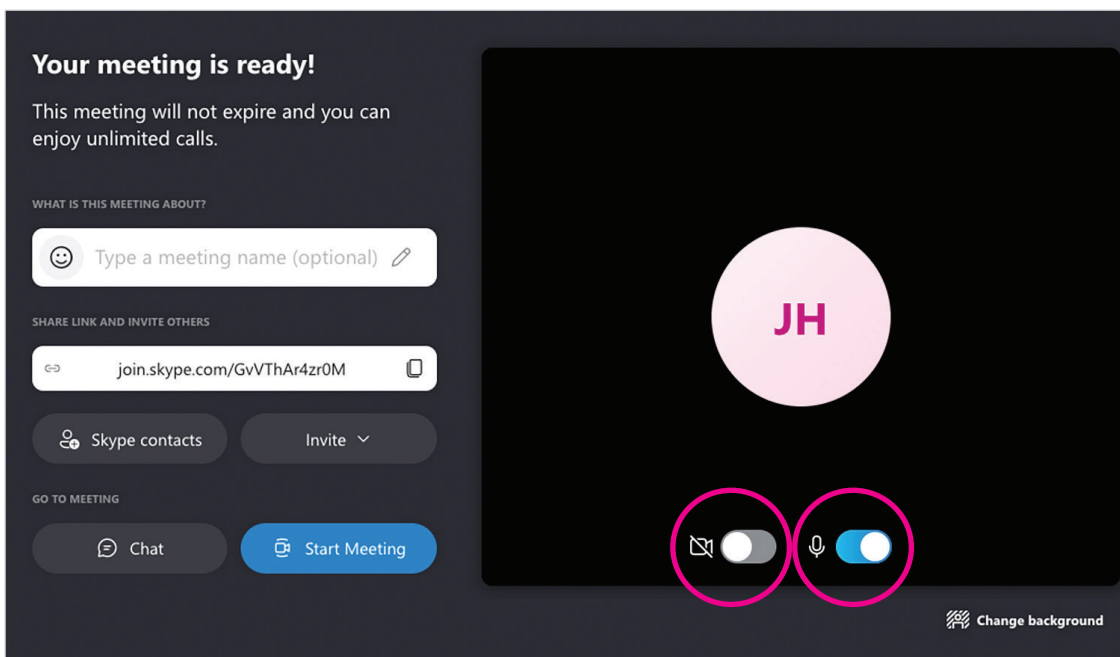 Your meeting is ready!
This meeting will not expire and you can
enjoy unlimited calls.
WHAT IS THIS MEETING ABOUT?
Type a meeting name (optional)
SHARE LINK AND INVITE OTHERS
join.skype.com/GvVThAr4zr0M
Skype contacts
Invite
GO TO MEETING
Chat
Start Meeting
JH
Change background